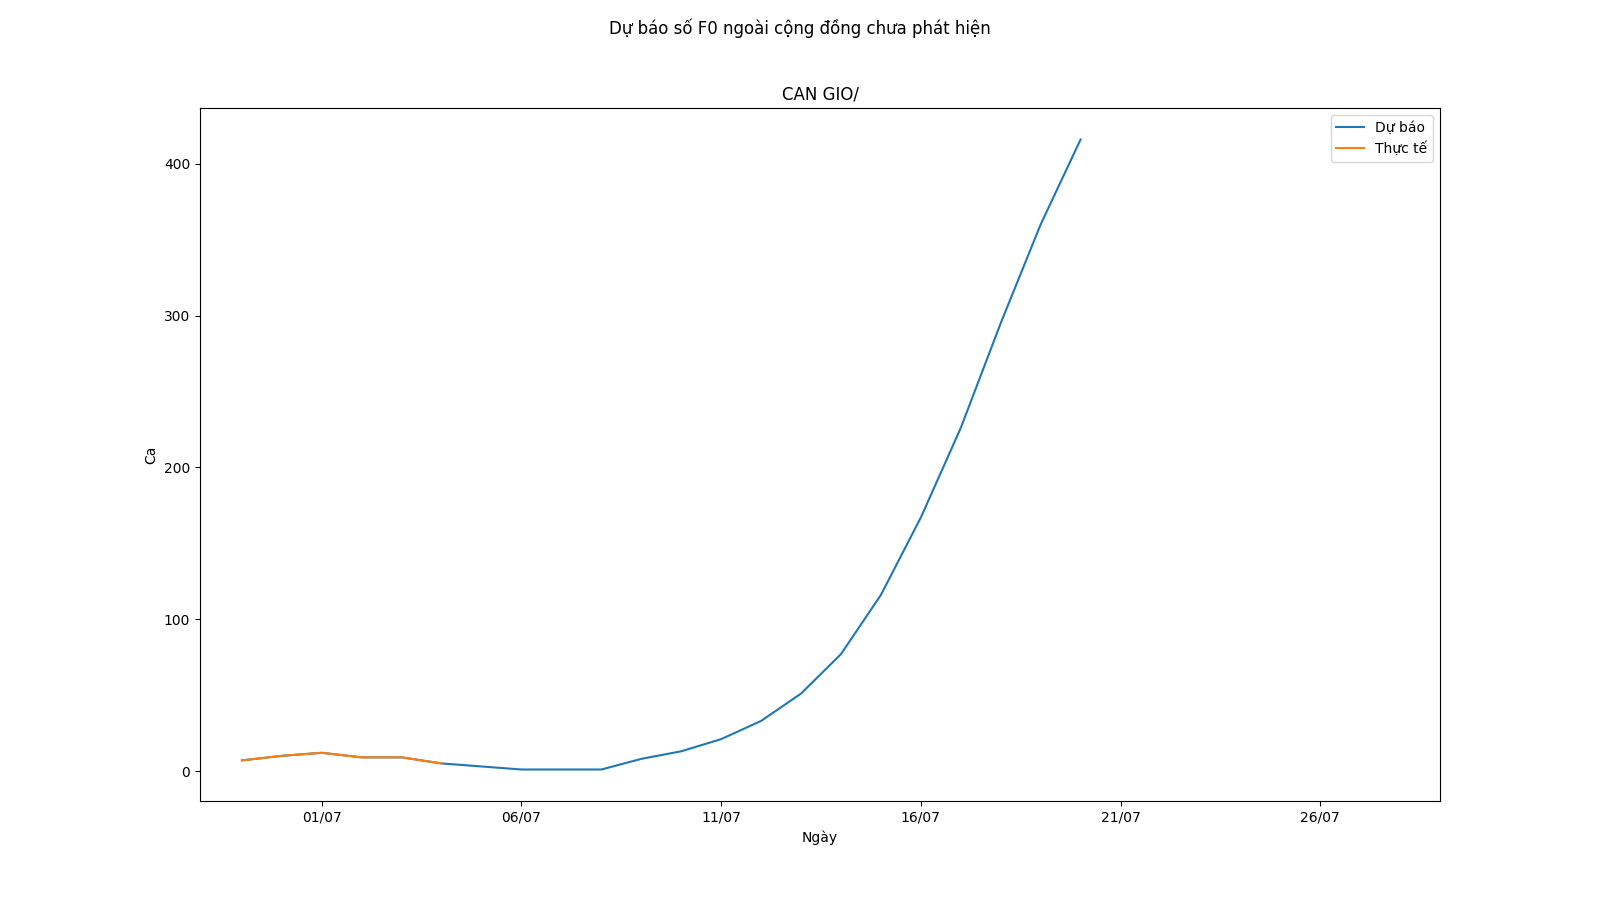 Dự báo số F0 ngoài cộng đồng chưa phát hiện
CAN GIO/
Dự báo
Thực tế
400
300
200
100
0
Ca
01/07
06/07
11/07
16/07
21/07
26/07
Ngày